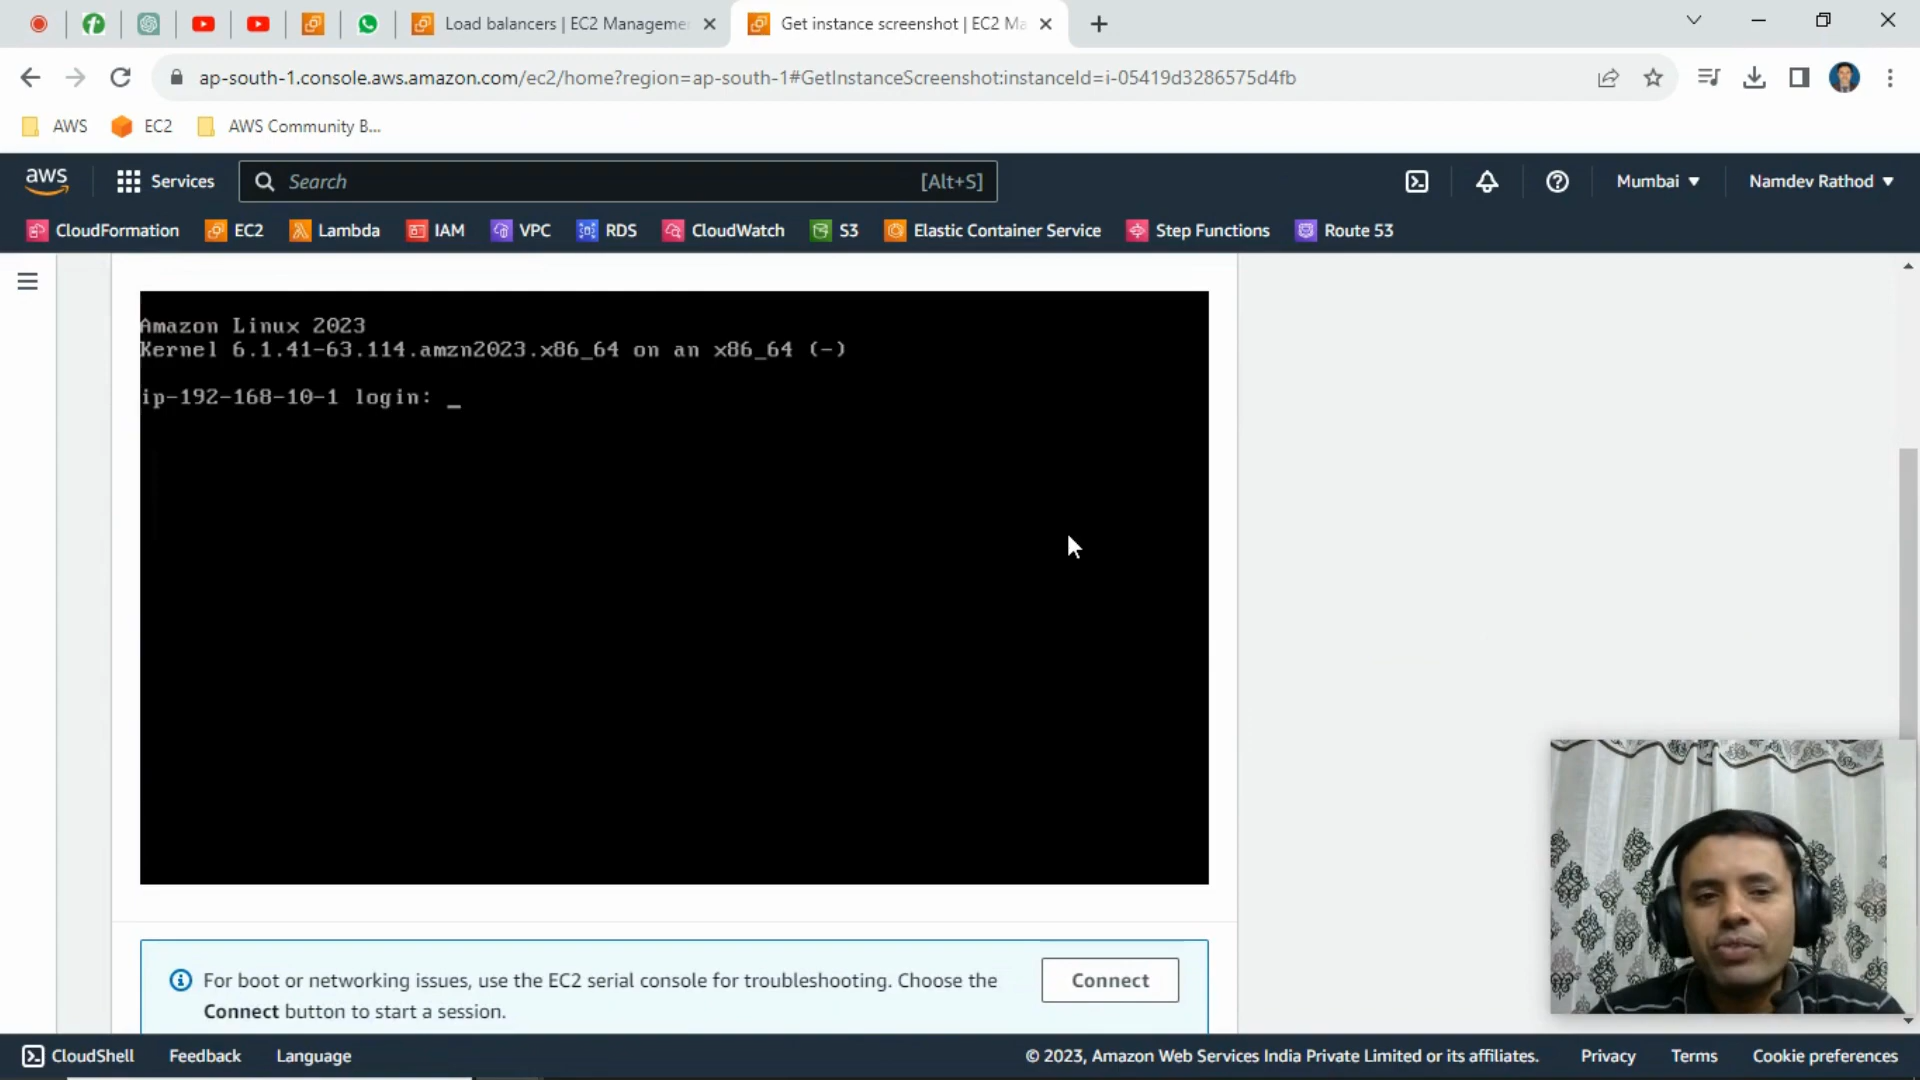 Load balancers | EC2 Manageme
Get instance screenshot | EC2 Ma
ap-south-1.console.aws.amazon.com/ec2/home?region=ap-south-1#GetInstanceScreenshot:instanceId=i-05419d3286575d4fb
AWS
EC2
AWS Community B...
aws
Services
Search
[Alt+S]
Mumbai
Namdev Rathod
CloudFormation
EC2
Lambda
IAM
VPC
RDS
CloudWatch
S3
Elastic Container Service
Step Functions
Route 53
Amazon Linux 2023
Kernel 6.1.41-63.114.amzn2023.x86_64 on an x86_64 (-)
ip-192-168-10-1 login: _
For boot or networking issues, use the EC2 serial console for troubleshooting. Choose the
Connect button to start a session.
Connect
CloudShell
Feedback
Language
© 2023, Amazon Web Services India Private Limited or its affiliates.
Privacy
Terms
Cookie preferences